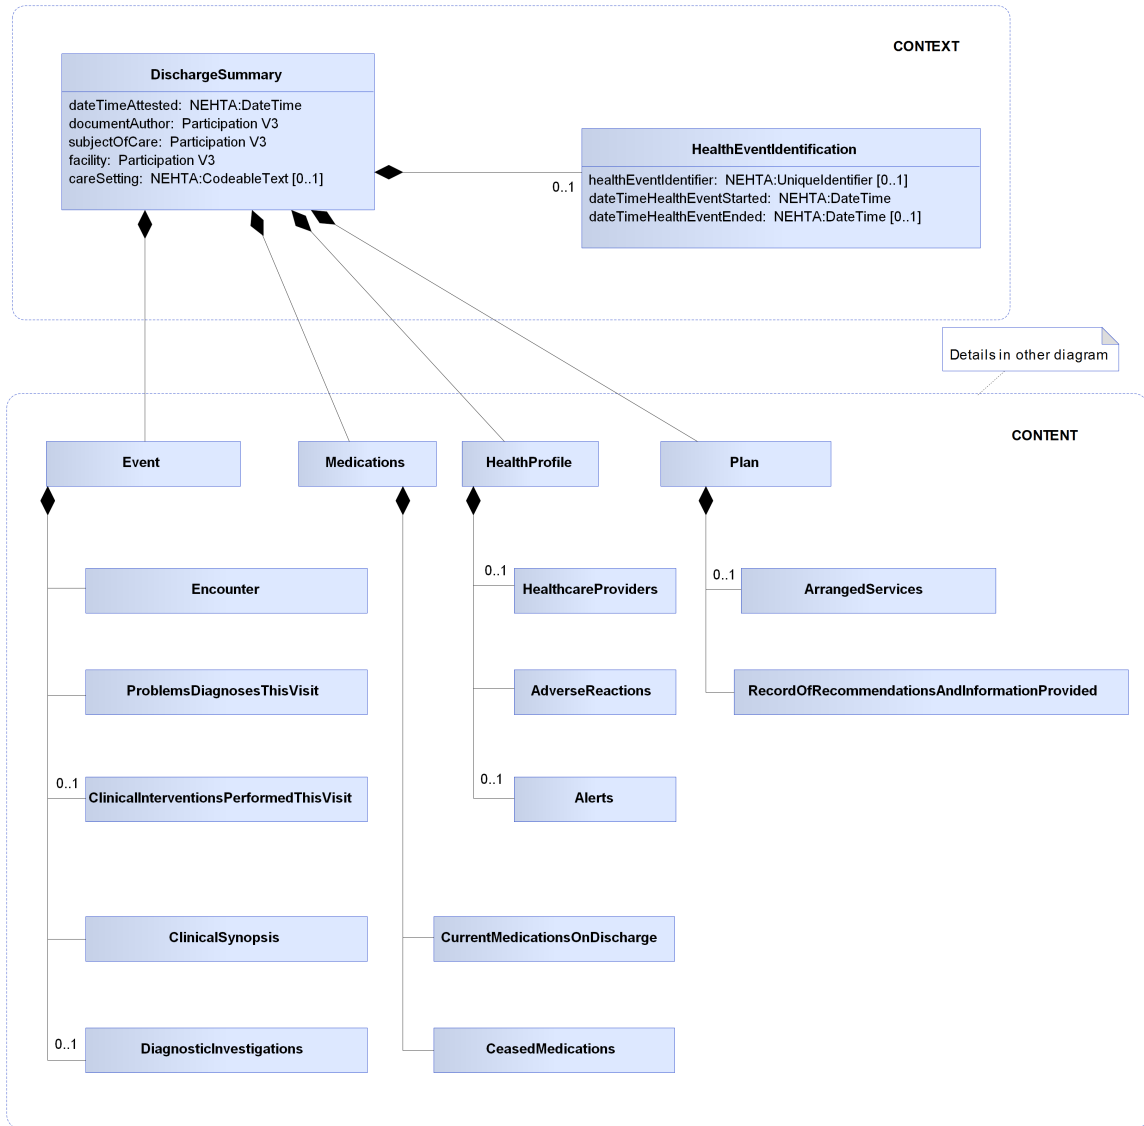 CONTEXT
DischargeSummary
dateTimeAttested:  NEHTA:DateTime
documentAuthor:  Participation V3
subjectOfCare:  Participation V3
facility:  Participation V3
careSetting:  NEHTA:CodeableText [0..1]
0..1
HealthEventIdentification
healthEventIdentifier:  NEHTA:UniqueIdentifier [0..1]
dateTimeHealthEventStarted:  NEHTA:DateTime
dateTimeHealthEventEnded:  NEHTA:DateTime [0..1]
Details in other diagram
CONTENT
Event
Medications
HealthProfile
Plan
Encounter
0..1
HealthcareProviders
0..1
ArrangedServices
ProblemsDiagnosesThisVisit
AdverseReactions
RecordOfRecommendationsAndInformationProvided
0..1
ClinicalInterventionsPerformedThisVisit
0..1
Alerts
ClinicalSynopsis
CurrentMedicationsOnDischarge
0..1
DiagnosticInvestigations
CeasedMedications